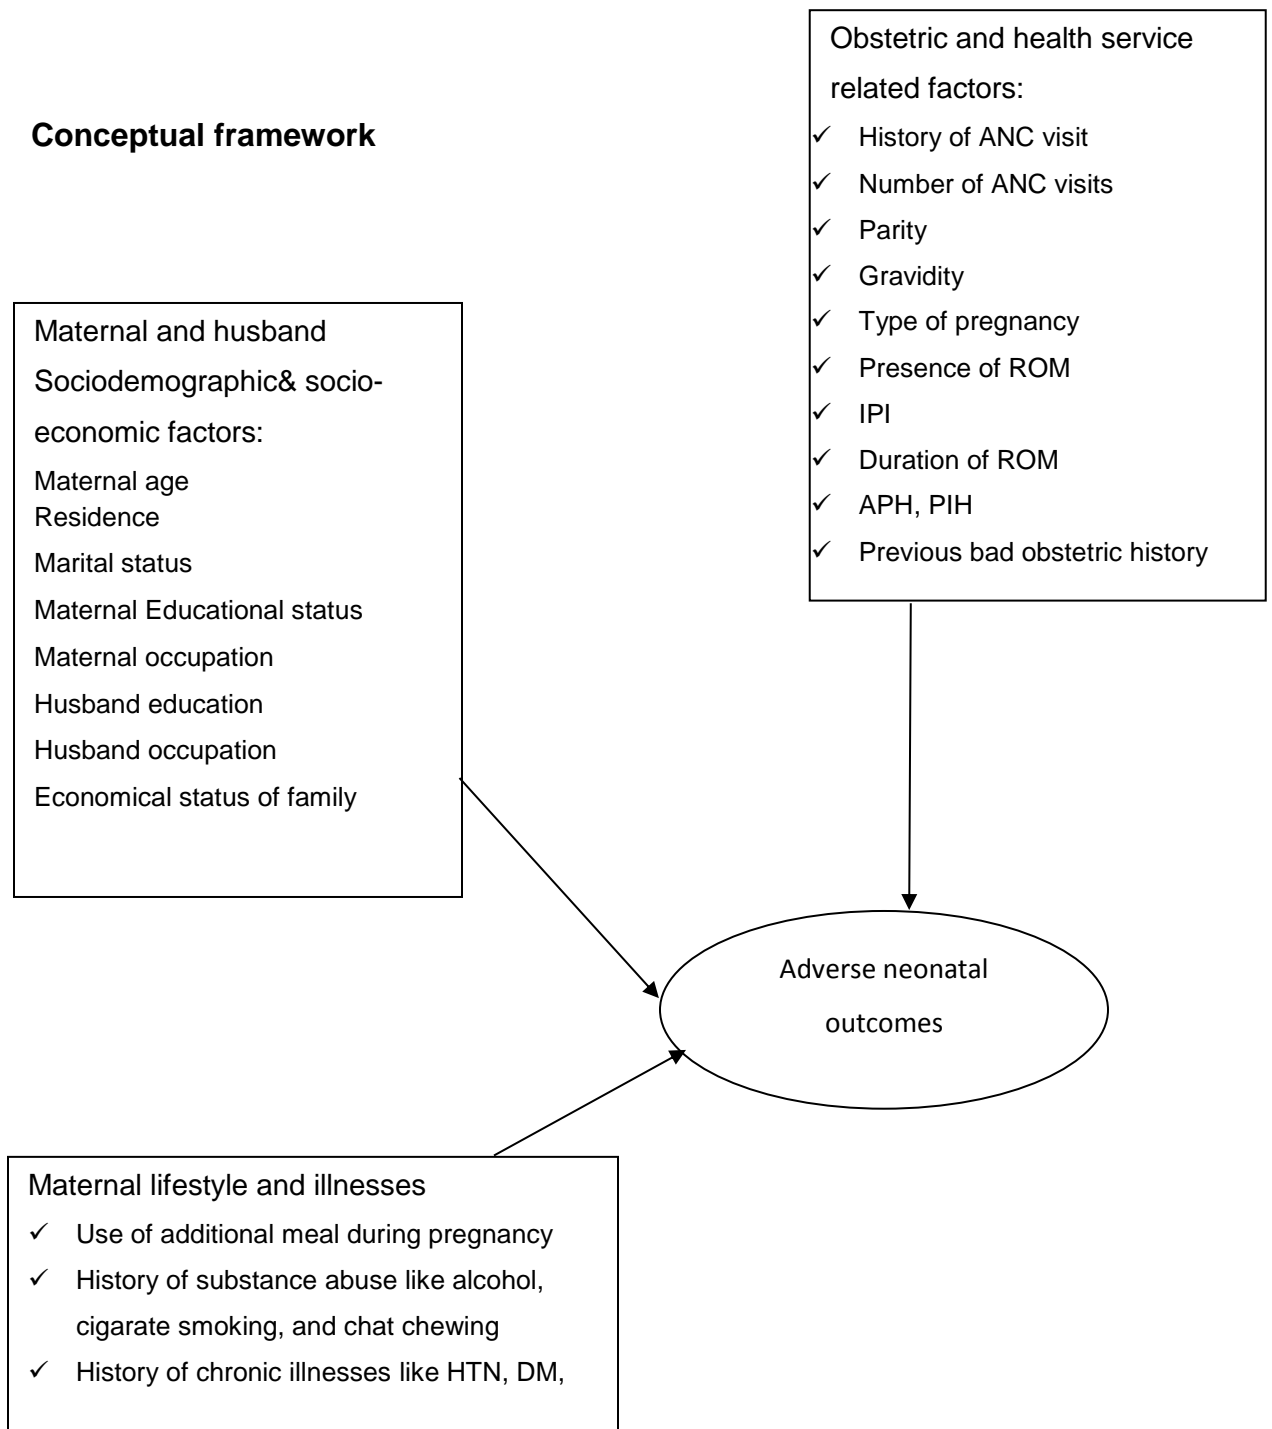 Conceptual framework
Obstetric and health service
related factors:
✓ History of ANC visit
✓ Number of ANC visits
✓ Parity
✓ Gravidity
✓ Type of pregnancy
✓ Presence of ROM
✓ IPI
✓ Duration of ROM
✓ APH, PIH
✓ Previous bad obstetric history
Maternal and husband
Sociodemographic& socio-
economic factors:
Maternal age
Residence
Marital status
Maternal Educational status
Maternal occupation
Husband education
Husband occupation
Economical status of family
Adverse neonatal
outcomes
Maternal lifestyle and illnesses
✓ Use of additional meal during pregnancy
✓ History of substance abuse like alcohol,
cigarate smoking, and chat chewing
✓ History of chronic illnesses like HTN, DM,